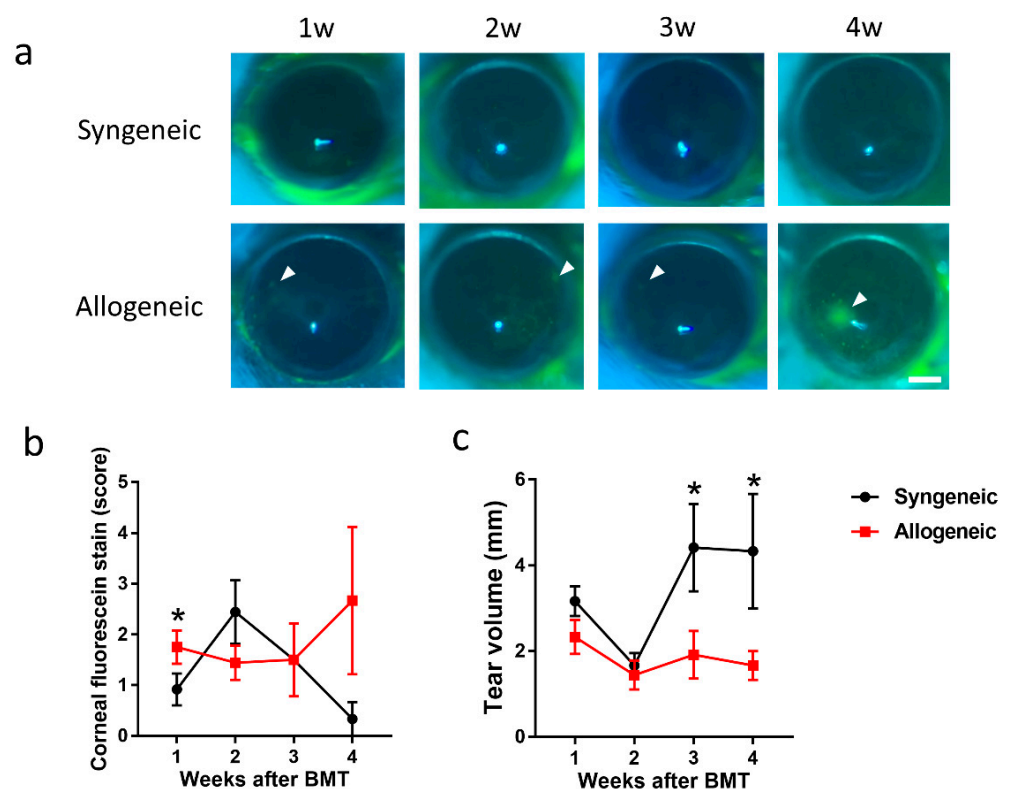 a
1w 2w 3w 4w
Syngeneic
Allogeneic
b
Corneal fluorescein stain (score)
5
4
3
2
1
0
*
1 2 3 4
Weeks after BMT
c
Tear volume (mm)
6
4
2
0
* *
1 2 3 4
Weeks after BMT
Syngeneic
Allogeneic